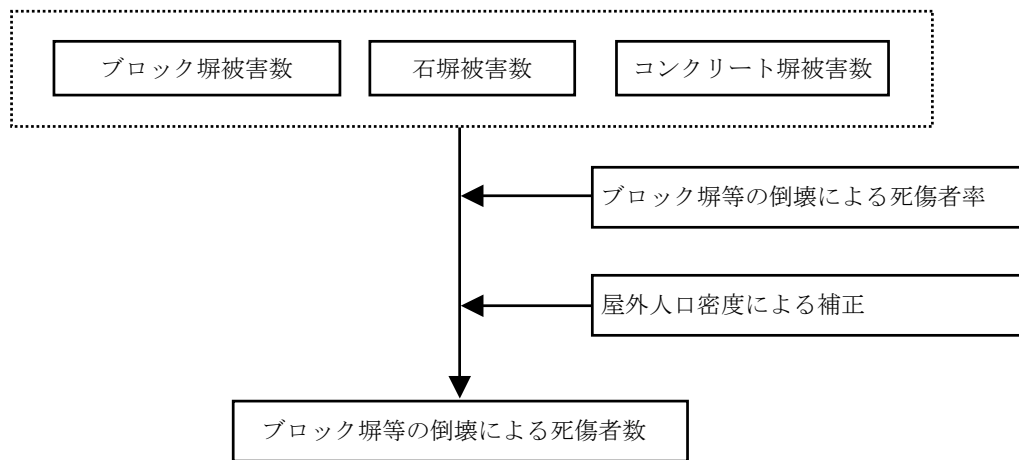 ブロック塀被害数
石塀被害数
コンクリート塀被害数
ブロック塀等の倒壊による死傷者率
屋外人口密度による補正
ブロック塀等の倒壊による死傷者数